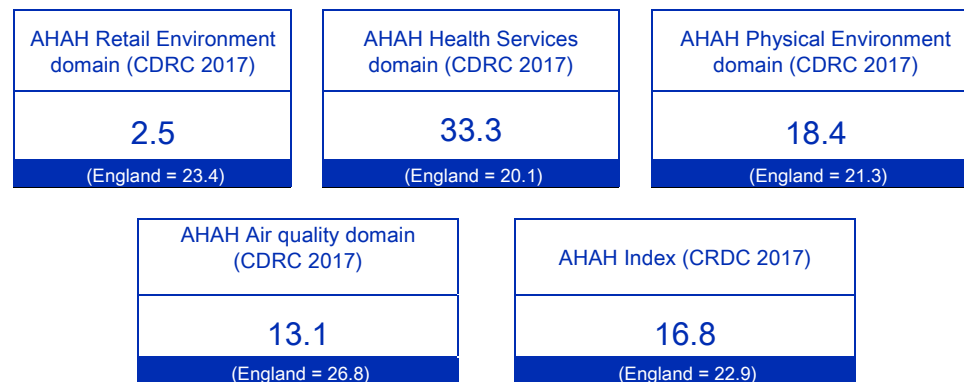 AHAH Retail Environment
domain (CDRC 2017)
2.5
(England = 23.4)
AHAH Health Services
domain (CDRC 2017)
33.3
(England = 20.1)
AHAH Physical Environment
domain (CDRC 2017)
18.4
(England = 21.3)
AHAH Air quality domain
(CDRC 2017)
13.1
(England = 26.8)
AHAH Index (CRDC 2017)
16.8
(England = 22.9)